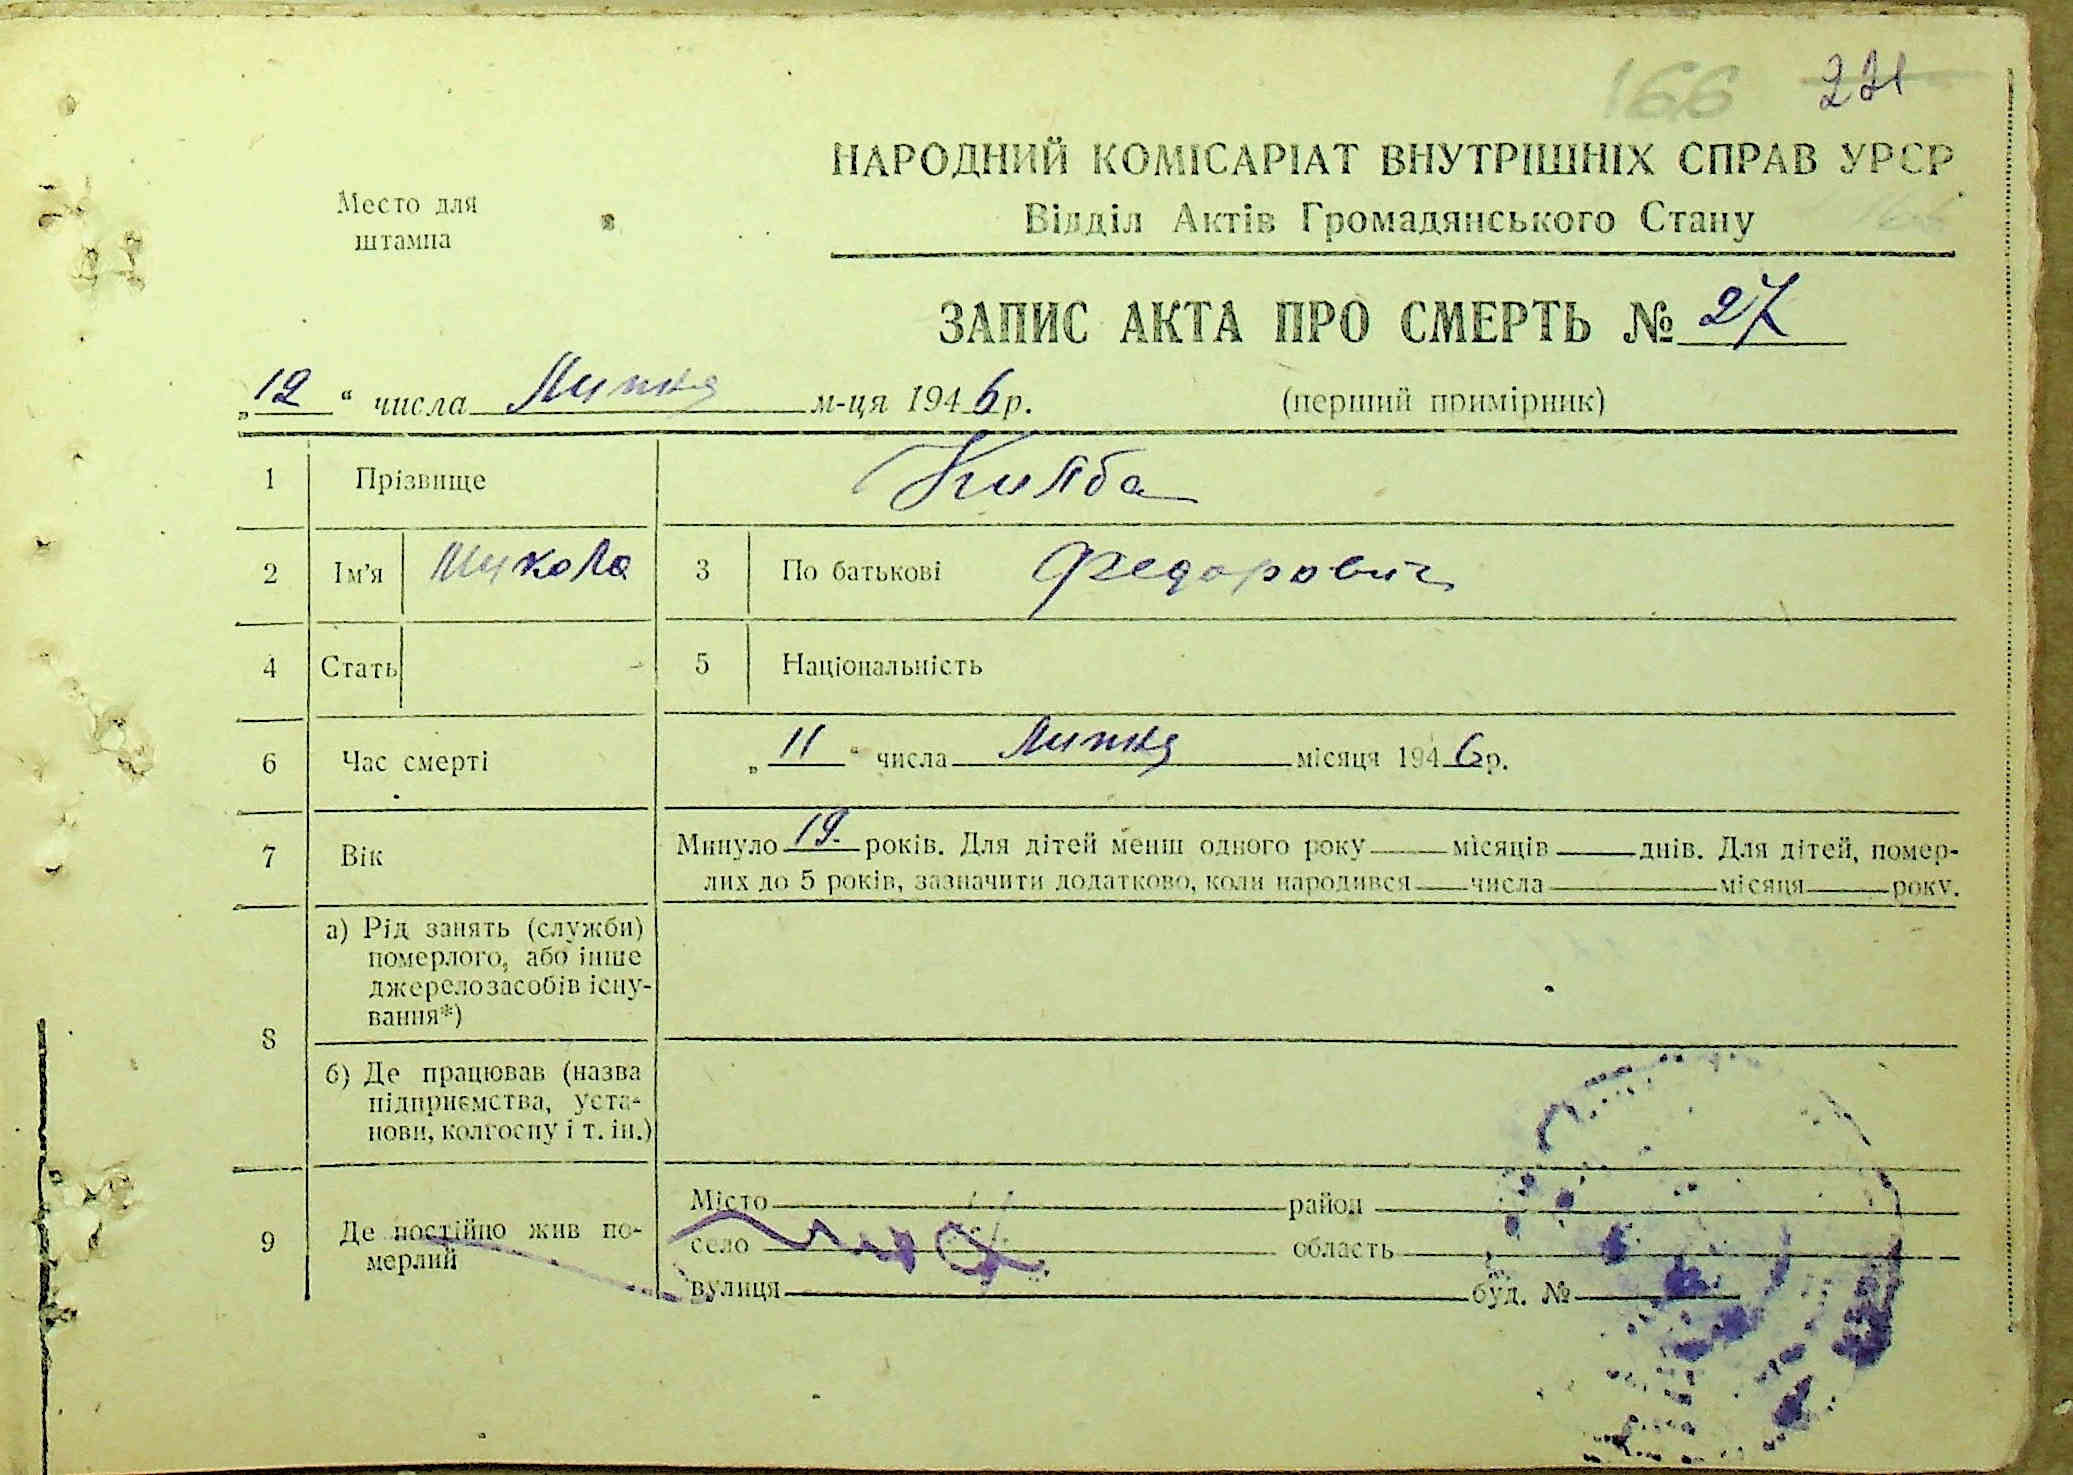 166 221
НАРОДНИЙ КОМІСАРІАТ ВНУТРІШНІХ СПРАВ УРСР
Место для
штампа
Відділ Актів Громадянського Стану
ЗАПИС АКТА ПРО СМЕРТЬ № 27
„12“ числа Липня м-ця 1946 р. (перший примірник)
1 Прізвище Килба
2 Ім'я Микола 3 По батькові Федорович
4 Стать 5 Національність
6 Час смерті „11“ числа Липня місяця 1946 р.
7 Вік Минуло 19 років. Для дітей менш одного року місяців днів. Для дітей, помер-
лих до 5 років, зазначити додатково, коли народився числа місяця року.
8 а) Рід занять (служби)
померлого, або інше
джерело засобів існу-
вання*)
б) Де працював (назва
підприємства, уста-
нови, колгоспу і т. ін.)
9 Де постійно жив по-
мерлий
Місто район
село область
вулиця буд. №